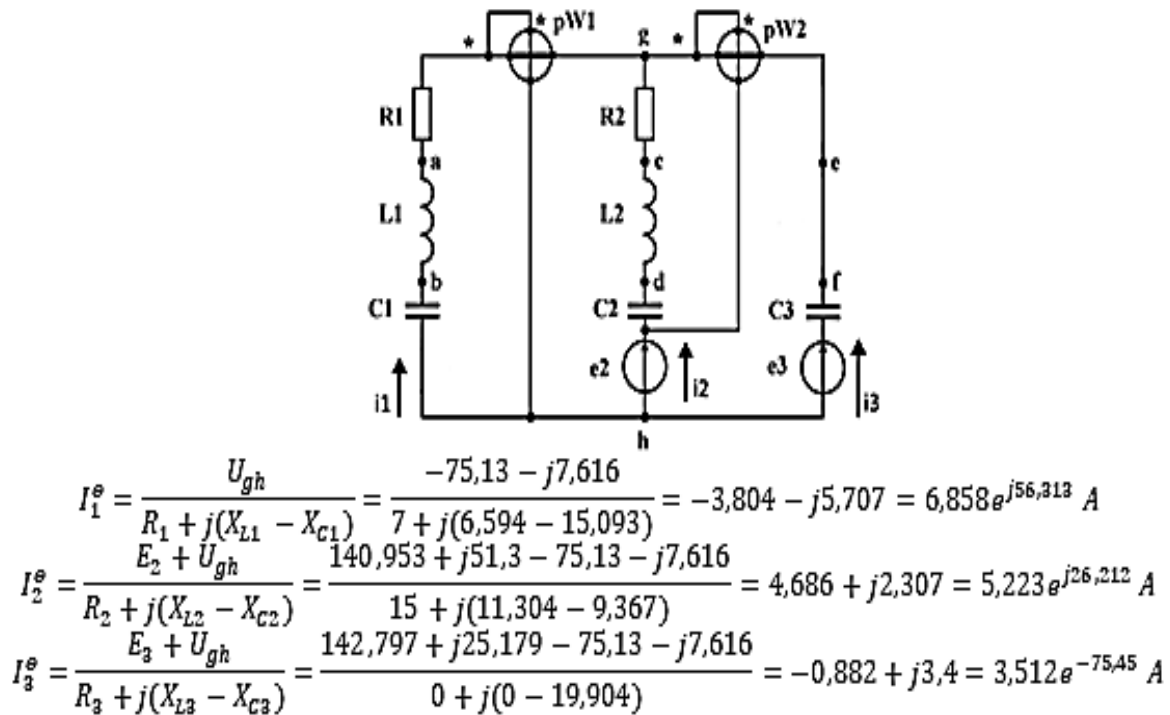 * pW1 g * pW2
* *
R1 R2
a c e
L1 L2
b d f
C1 C2 C3
e2 e3
i1 i2 i3
h
I₁ᶱ = U_gh / (R₁ + j(X_L1 − X_C1)) = (−75,13 − j7,616) / (7 + j(6,594 − 15,093)) = −3,804 − j5,707 = 6,858e^(j56,313) A
I₂ᶱ = (E₂ + U_gh) / (R₂ + j(X_L2 − X_C2)) = (140,953 + j51,3 − 75,13 − j7,616) / (15 + j(11,304 − 9,367)) = 4,686 + j2,307 = 5,223e^(j26,212) A
I₃ᶱ = (E₃ + U_gh) / (R₃ + j(X_L3 − X_C3)) = (142,797 + j25,179 − 75,13 − j7,616) / (0 + j(0 − 19,904)) = −0,882 + j3,4 = 3,512e^(−75,45) A